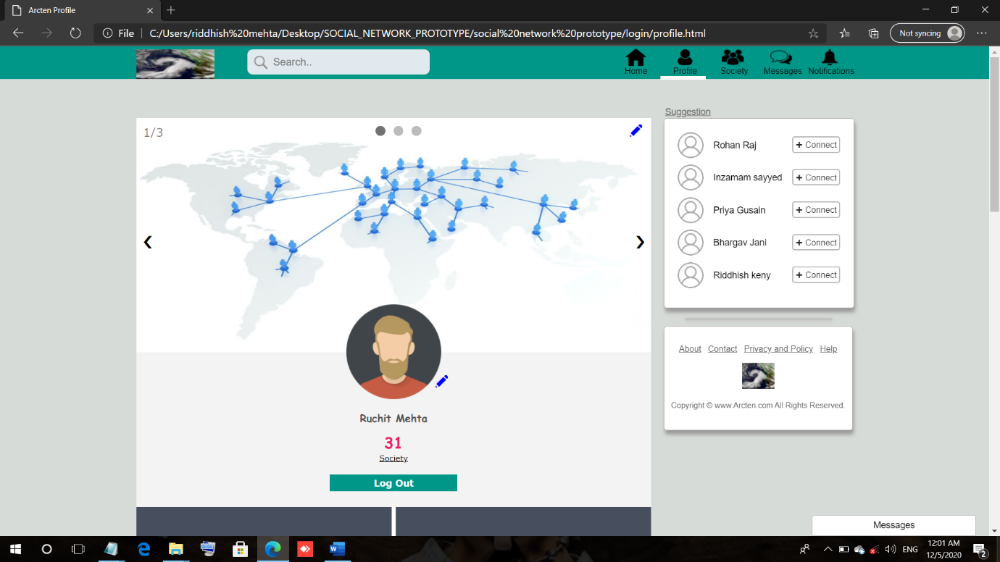 Arcten Profile
File
C:/Users/riddhish%20mehta/Desktop/SOCIAL_NETWORK_PROTOTYPE/social%20network%20prototype/login/profile.html
Not syncing
Search..
Home
Profile
Society
Messages
Notifications
1/3
Ruchit Mehta
31
Society
Log Out
Suggestion
Rohan Raj
+ Connect
Inzamam sayyed
+ Connect
Priya Gusain
+ Connect
Bhargav Jani
+ Connect
Riddhish keny
+ Connect
About Contact Privacy and Policy Help
Copyright © www.Arcten.com All Rights Reserved.
Messages
ENG
12:01 AM
12/5/2020
2